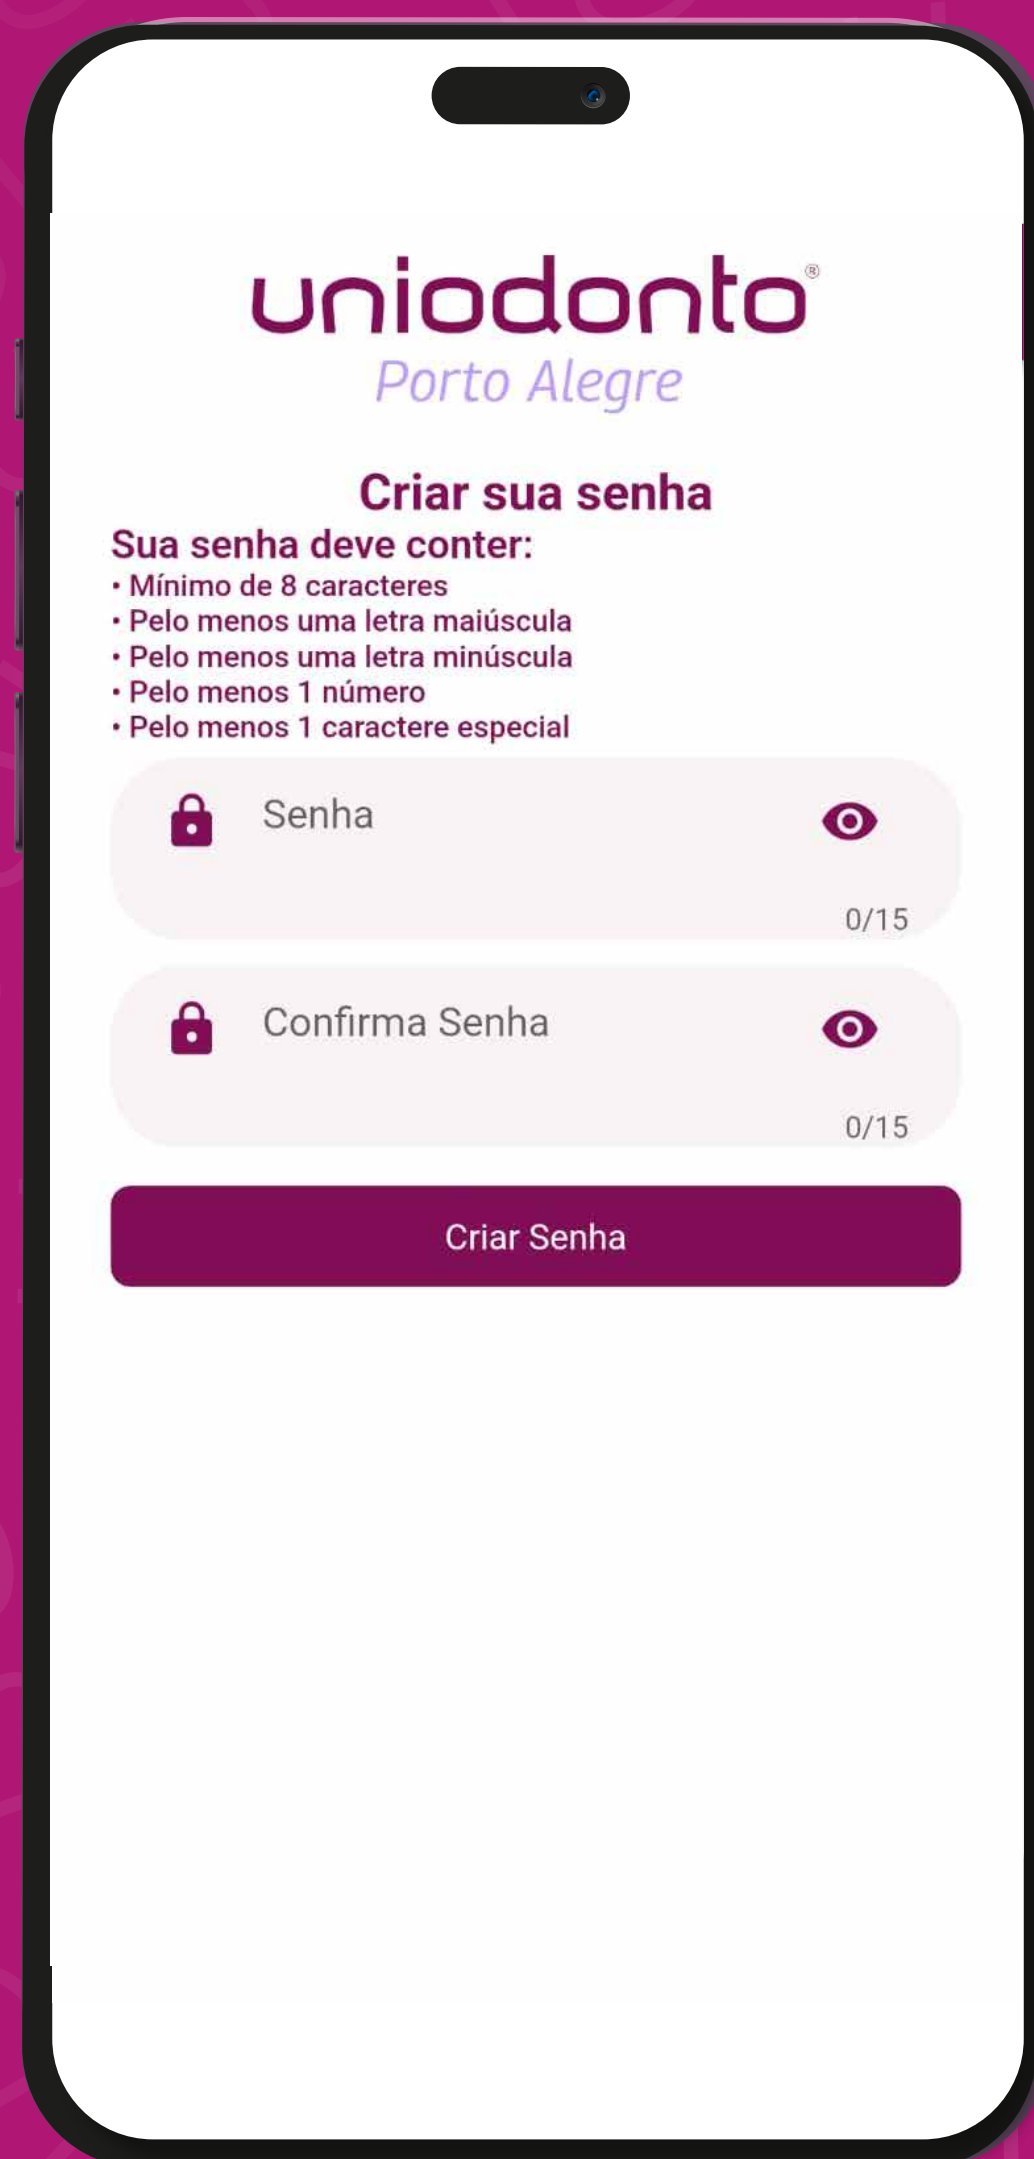 uniodonto®
Porto Alegre
Criar sua senha
Sua senha deve conter:
• Mínimo de 8 caracteres
• Pelo menos uma letra maiúscula
• Pelo menos uma letra minúscula
• Pelo menos 1 número
• Pelo menos 1 caractere especial
Senha
0/15
Confirma Senha
0/15
Criar Senha